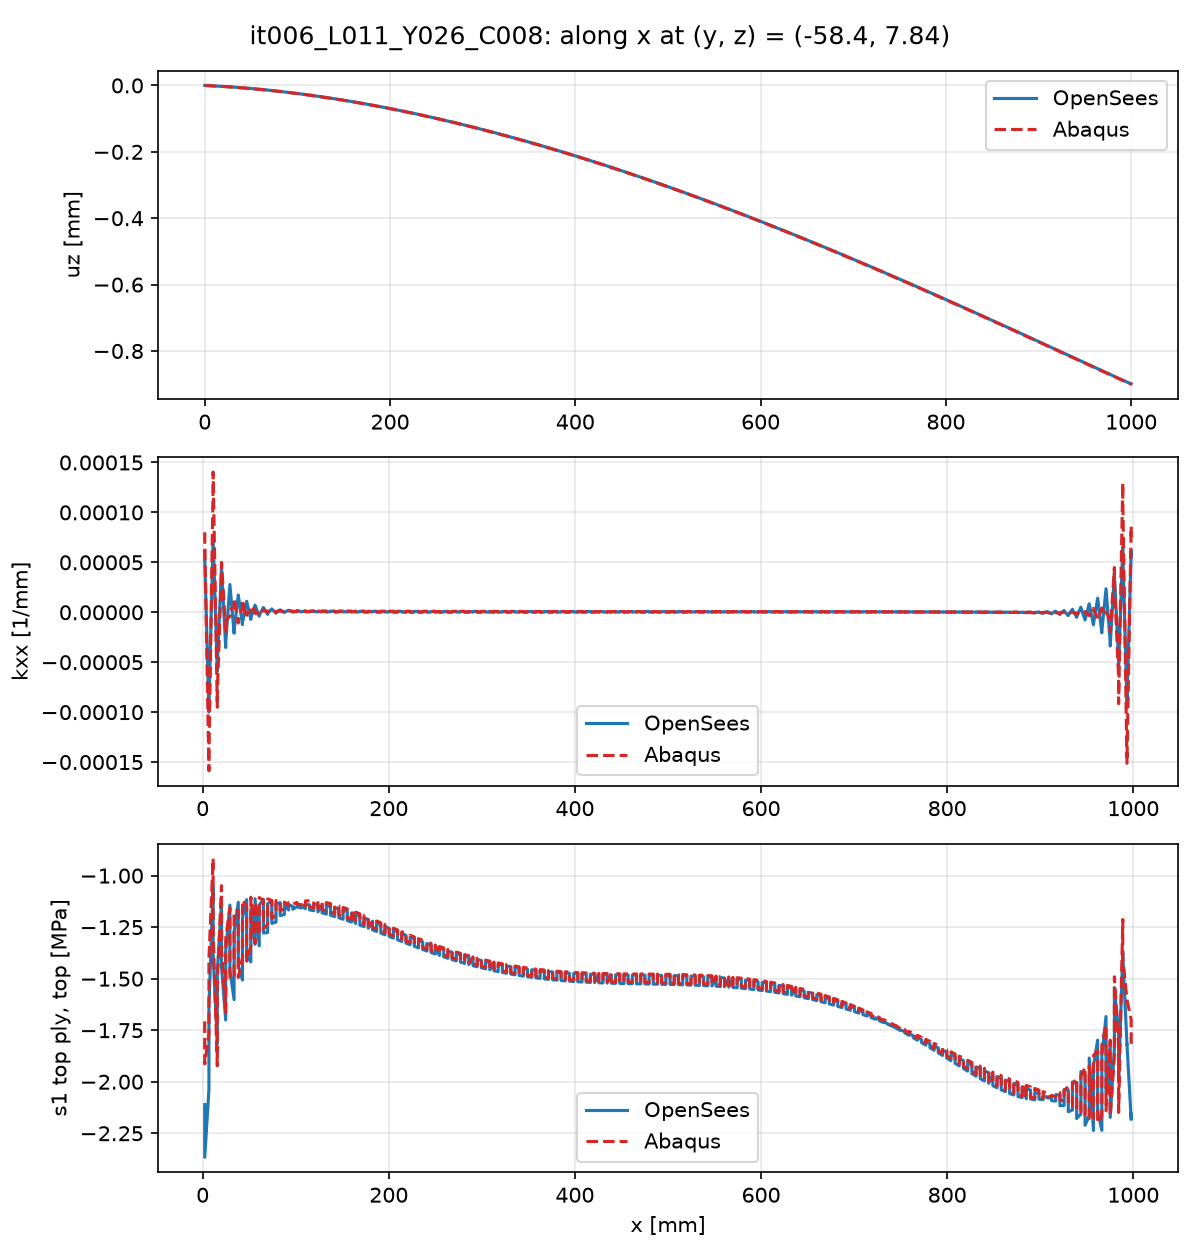 it006_L011_Y026_C008: along x at (y, z) = (-58.4, 7.84)
0.0
−0.2
−0.4
−0.6
−0.8
uz [mm]
OpenSees
Abaqus
0 200 400 600 800 1000
0.00015
0.00010
0.00005
0.00000
−0.00005
−0.00010
−0.00015
kxx [1/mm]
OpenSees
Abaqus
0 200 400 600 800 1000
−1.00
−1.25
−1.50
−1.75
−2.00
−2.25
s1 top ply, top [MPa]
OpenSees
Abaqus
0 200 400 600 800 1000
x [mm]